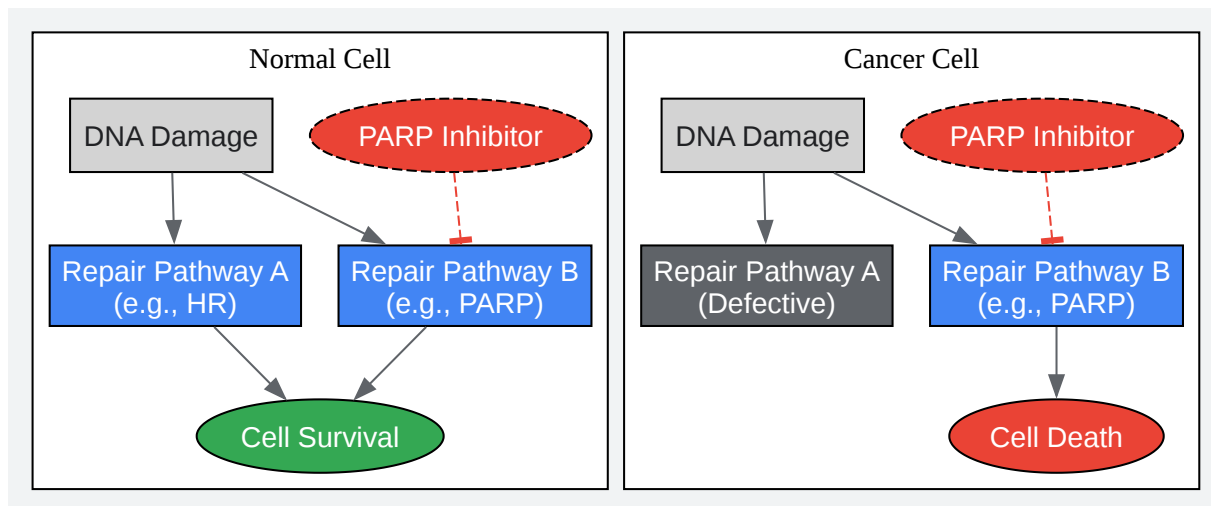 Normal Cell
DNA Damage
PARP Inhibitor
Repair Pathway A
(e.g., HR)
Repair Pathway B
(e.g., PARP)
Cell Survival
Cancer Cell
DNA Damage
PARP Inhibitor
Repair Pathway A
(Defective)
Repair Pathway B
(e.g., PARP)
Cell Death